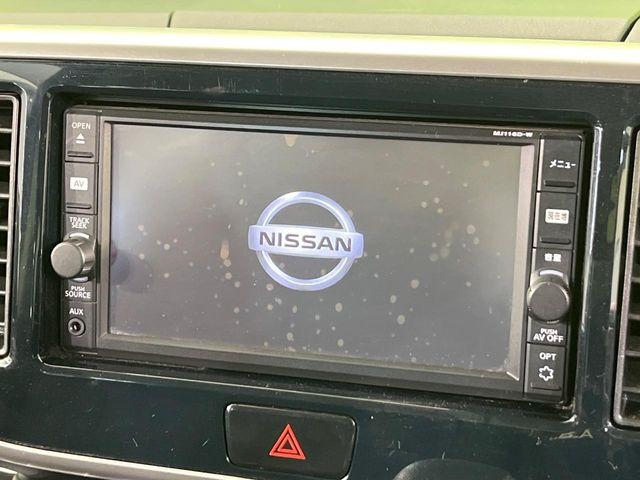 MJ116D-W
OPEN
AV
TRACK
SEEK
PUSH
SOURCE
AUX
NISSAN
メニュー
現在地
音量
PUSH
AV OFF
OPT